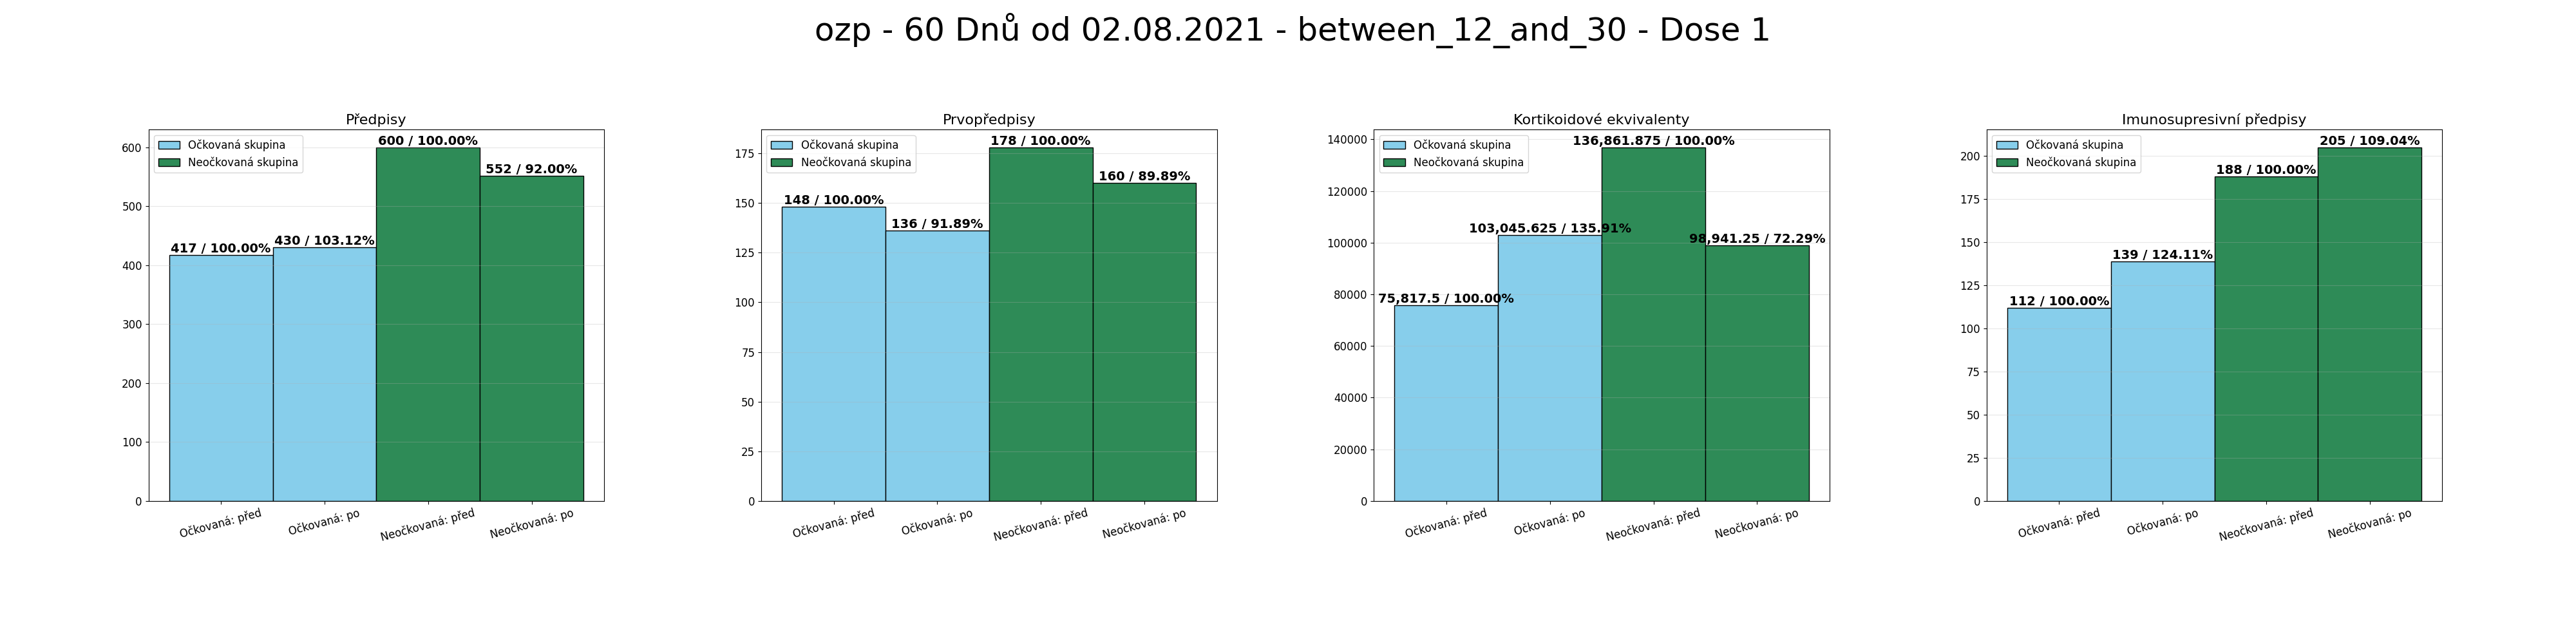 ozp - 60 Dnů od 02.08.2021 - between_12_and_30 - Dose 1
Předpisy
Očkovaná skupina
Neočkovaná skupina
417 / 100.00%
430 / 103.12%
600 / 100.00%
552 / 92.00%
0
100
200
300
400
500
600
Očkovaná: před
Očkovaná: po
Neočkovaná: před
Neočkovaná: po
Prvopředpisy
Očkovaná skupina
Neočkovaná skupina
148 / 100.00%
136 / 91.89%
178 / 100.00%
160 / 89.89%
0
25
50
75
100
125
150
175
Očkovaná: před
Očkovaná: po
Neočkovaná: před
Neočkovaná: po
Kortikoidové ekvivalenty
Očkovaná skupina
Neočkovaná skupina
75,817.5 / 100.00%
103,045.625 / 135.91%
136,861.875 / 100.00%
98,941.25 / 72.29%
0
20000
40000
60000
80000
100000
120000
140000
Očkovaná: před
Očkovaná: po
Neočkovaná: před
Neočkovaná: po
Imunosupresivní předpisy
Očkovaná skupina
Neočkovaná skupina
112 / 100.00%
139 / 124.11%
188 / 100.00%
205 / 109.04%
0
25
50
75
100
125
150
175
200
Očkovaná: před
Očkovaná: po
Neočkovaná: před
Neočkovaná: po